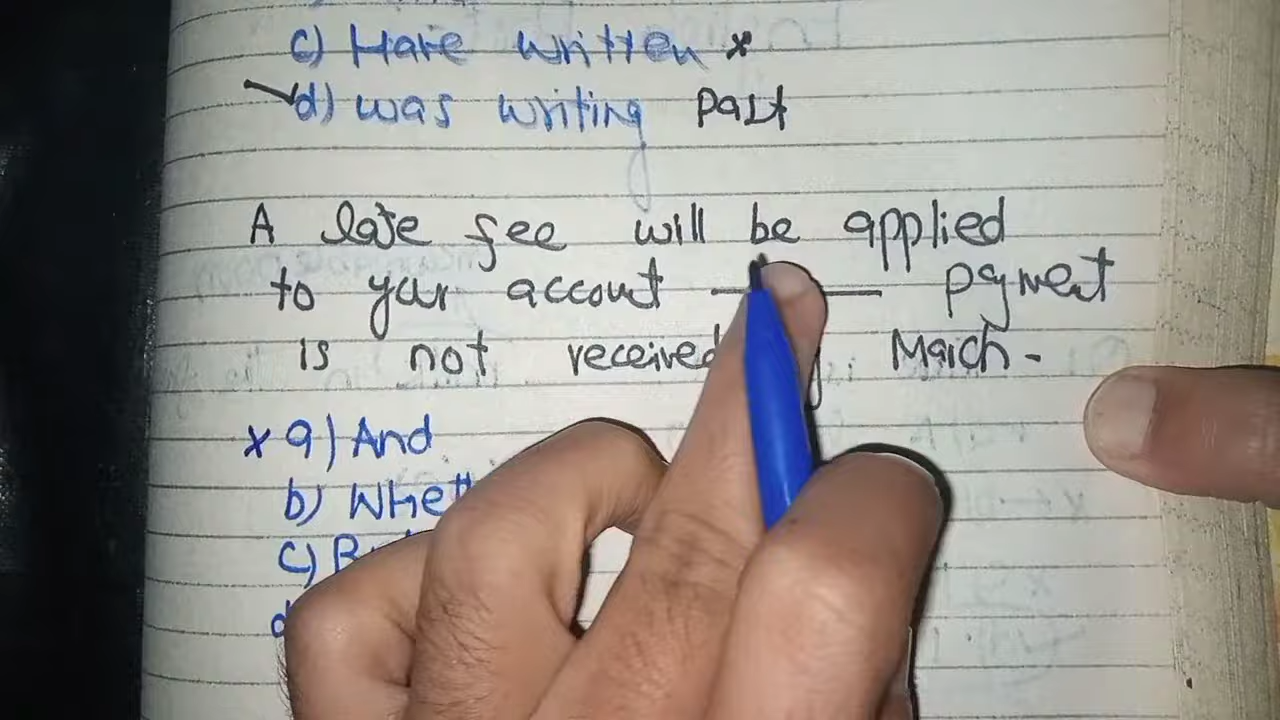 c) Have written x
d) was writing Past
A late fee will be applied
to your account ——— payment
is not received March -
x a) And
b) Whet
c) B
d